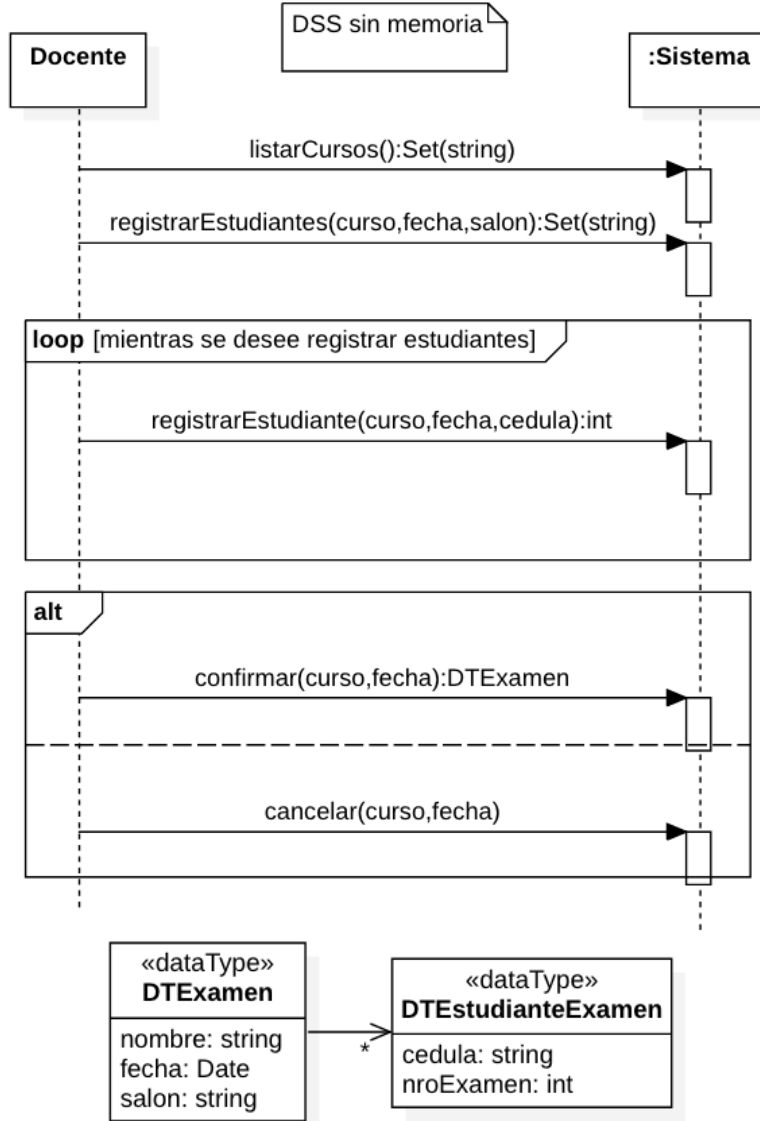 DSS sin memoria
Docente
:Sistema
listarCursos():Set(string)
registrarEstudiantes(curso,fecha,salon):Set(string)
loop [mientras se desee registrar estudiantes]
registrarEstudiante(curso,fecha,cedula):int
alt
confirmar(curso,fecha):DTExamen
cancelar(curso,fecha)
«dataType»
DTExamen
nombre: string
fecha: Date
salon: string
*
«dataType»
DTEstudianteExamen
cedula: string
nroExamen: int